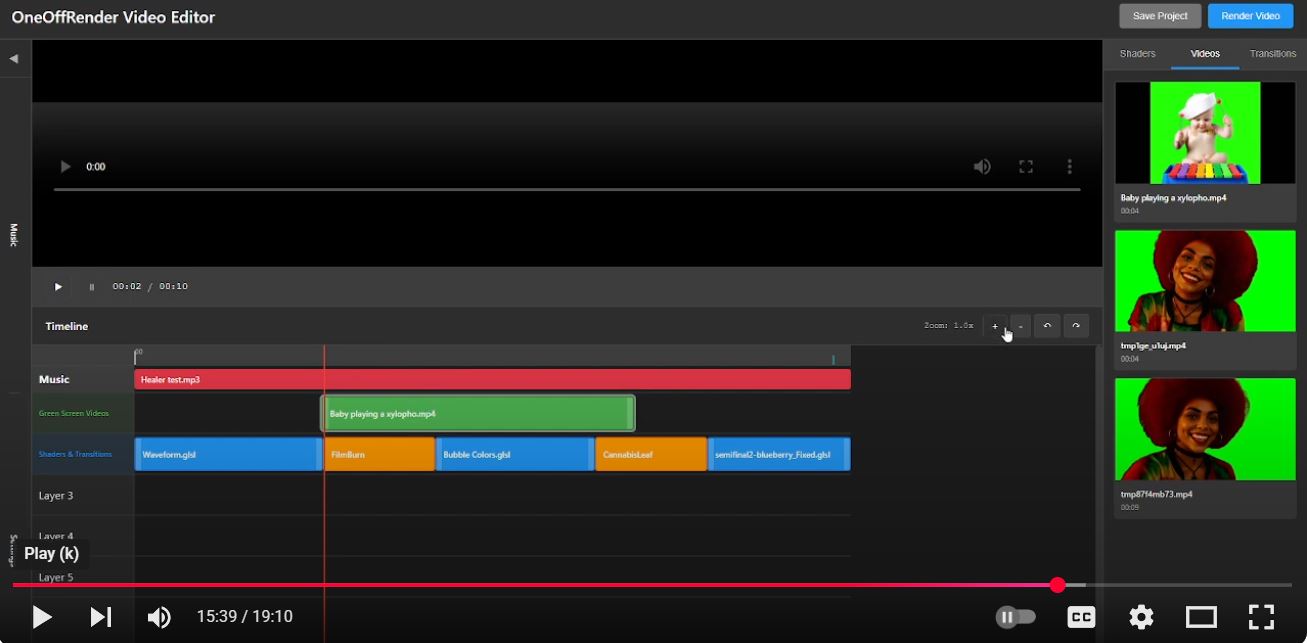 OneOffRender Video Editor
Save Project
Render Video
Shaders
Videos
Transitions
0:00
Music
Baby playing a xylopho.mp4
00:04
00:02 / 00:10
Timeline
Zoom: 1.0x
+
-
00
Music
Healer test.mp3
tmplge_u1uj.mp4
00:04
Green Screen Videos
Baby playing a xylopho.mp4
Shaders & Transitions
Waveform.glsl
FilmBurn
Bubble Colors.glsl
CannabisLeaf
semifinal2-blueberry_Fixed.glsl
Layer 3
tmp87f4mb73.mp4
00:09
Layer 4
Play (k)
Layer 5
15:39 / 19:10
CC